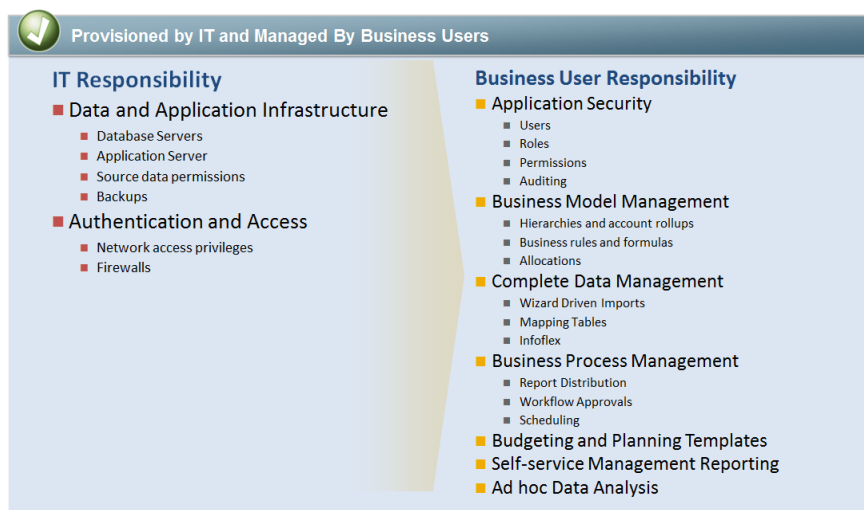 Provisioned by IT and Managed By Business Users
IT Responsibility
Data and Application Infrastructure
Database Servers
Application Server
Source data permissions
Backups
Authentication and Access
Network access privileges
Firewalls
Business User Responsibility
Application Security
Users
Roles
Permissions
Auditing
Business Model Management
Hierarchies and account rollups
Business rules and formulas
Allocations
Complete Data Management
Wizard Driven Imports
Mapping Tables
Infoflex
Business Process Management
Report Distribution
Workflow Approvals
Scheduling
Budgeting and Planning Templates
Self-service Management Reporting
Ad hoc Data Analysis